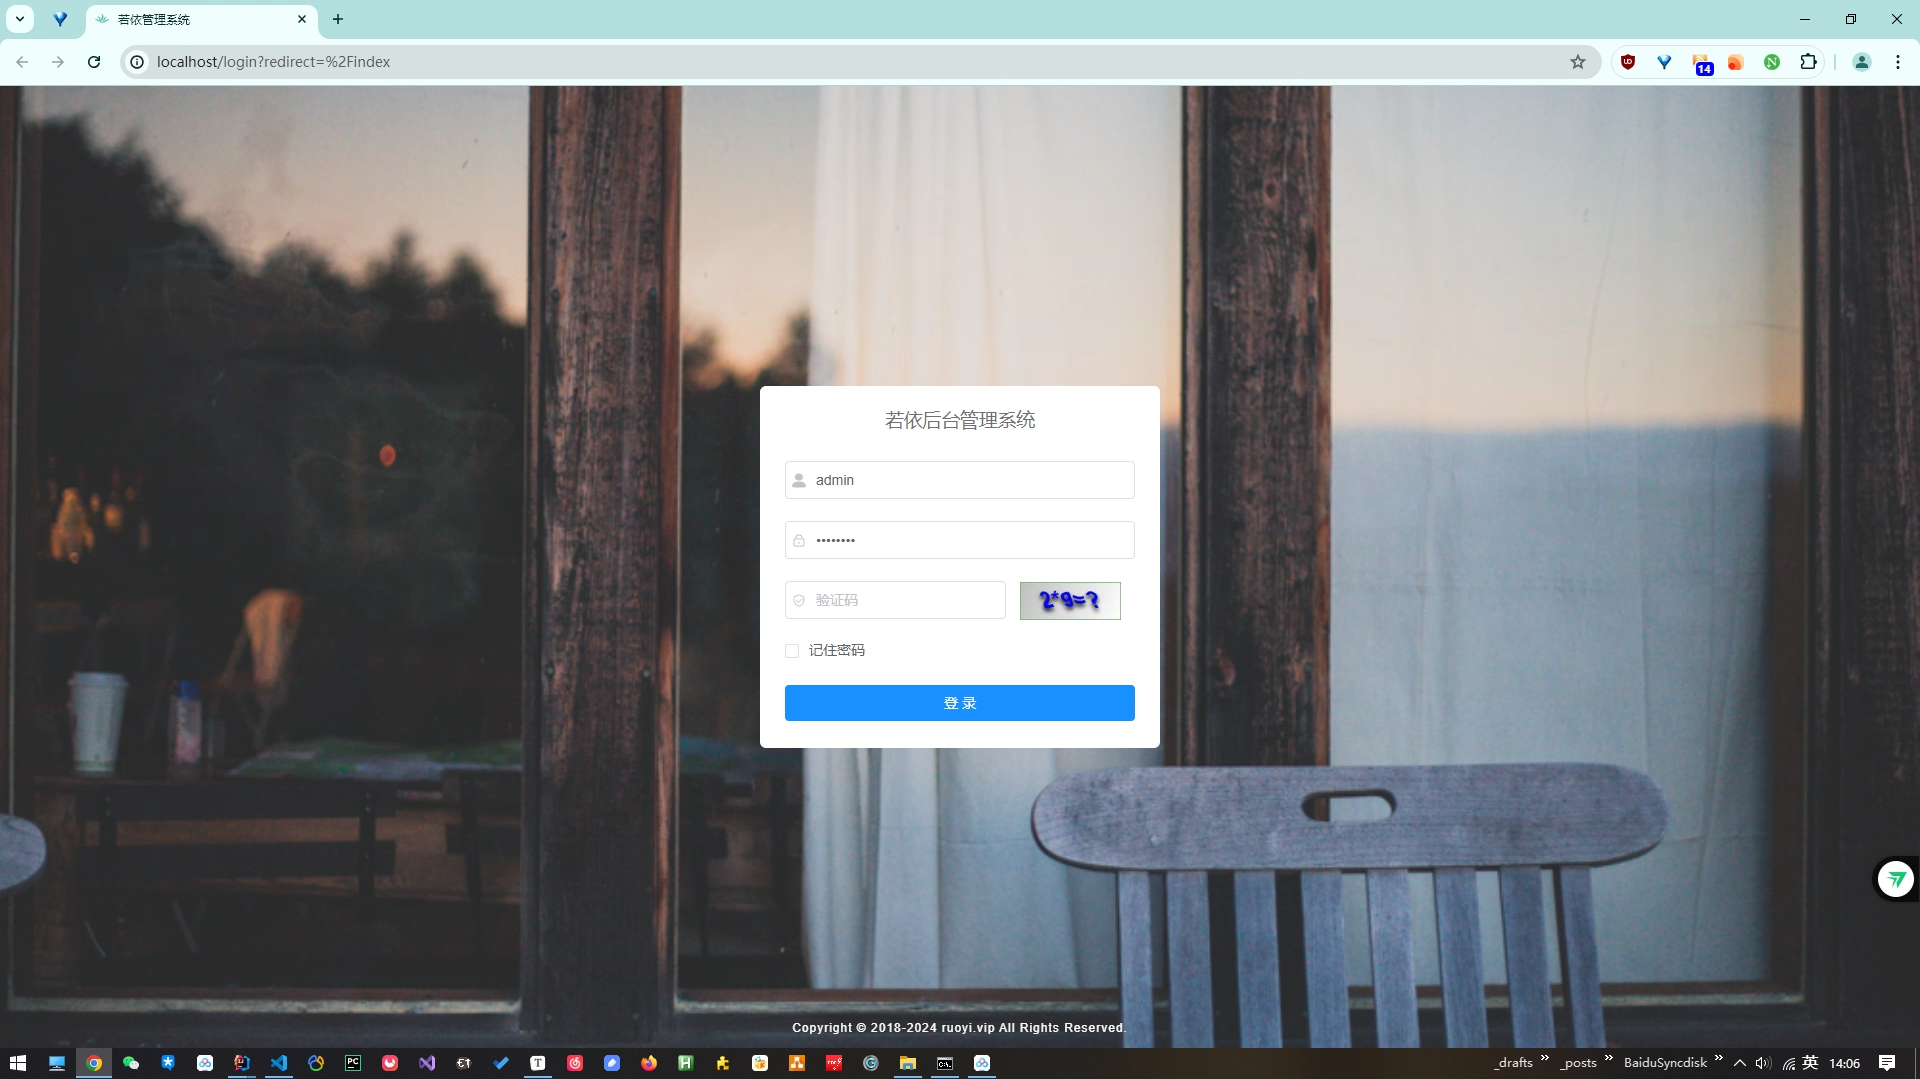 若依管理系统
localhost/login?redirect=%2Findex
14
若依后台管理系统
admin
••••••••
验证码
2*9=?
记住密码
登 录
Copyright © 2018-2024 ruoyi.vip All Rights Reserved.
_drafts
_posts
BaiduSyncdisk
英
14:06